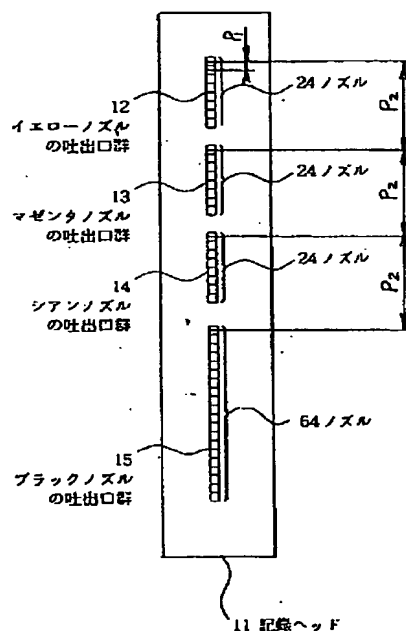 P₁
12
イエローノズル
の吐出口群
24ノズル
P₂
13
マゼンタノズル
の吐出口群
24ノズル
P₂
14
シアンノズル
の吐出口群
24ノズル
P₂
15
ブラックノズル
の吐出口群
64ノズル
11 記録ヘッド